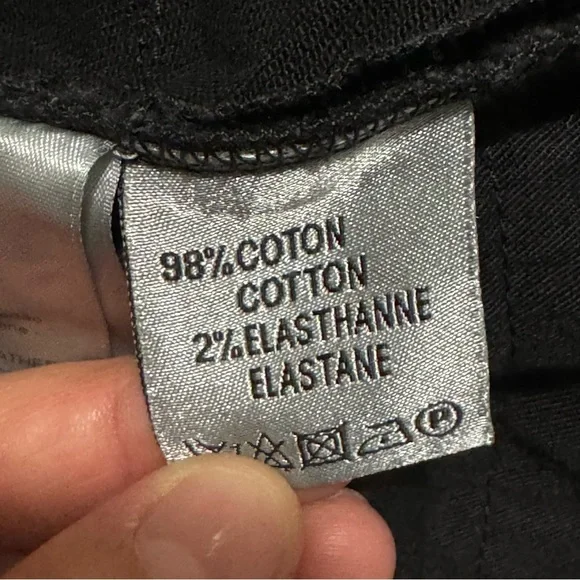 98% COTON
COTTON
2% ELASTHANNE
ELASTANE
P